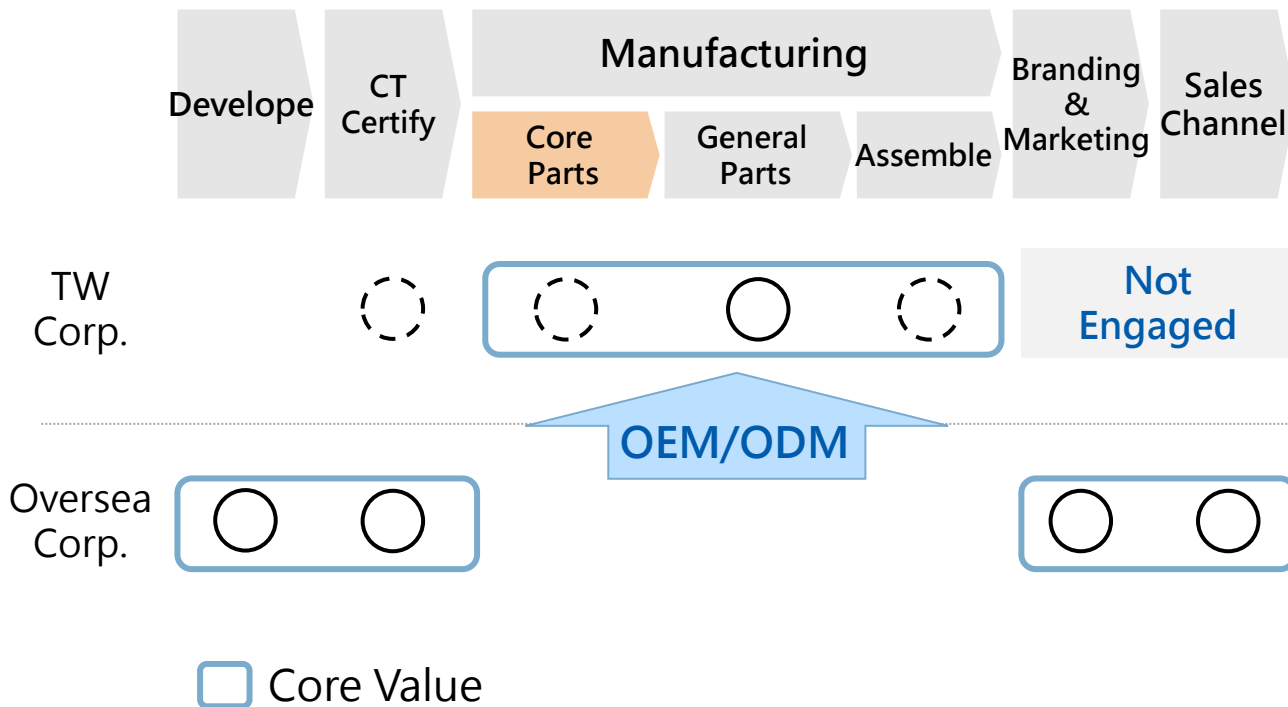 Develope
CT
Certify
Manufacturing
Core
Parts
General
Parts
Assemble
Branding
&
Marketing
Sales
Channel
TW
Corp.
Not
Engaged
OEM/ODM
Oversea
Corp.
Core Value